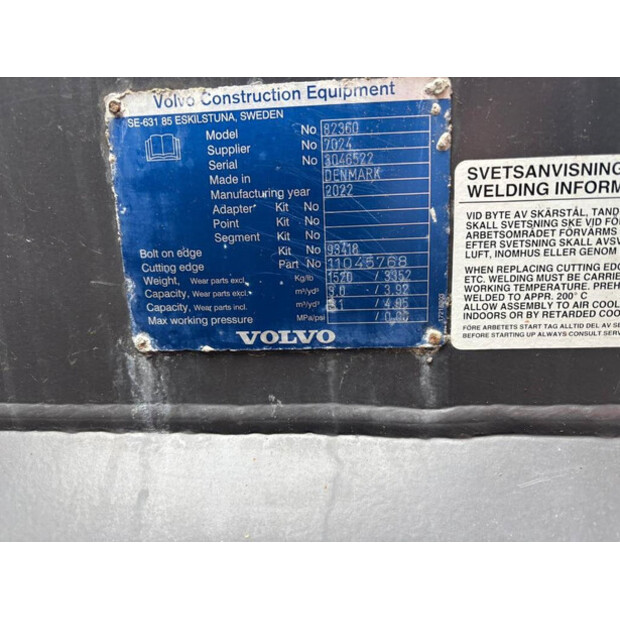 Volvo Construction Equipment
SE-631 85 ESKILSTUNA, SWEDEN
Model No 82360
Supplier No 7024
Serial No 3046522
Made in DENMARK
Manufacturing year 2022
Adapter Kit No
Point Kit No
Segment Kit No
Bolt on edge Kit No 93418
Cutting edge Part No 11045768
Weight, Wear parts excl. Kg/lb 1520 / 3352
Capacity, Wear parts excl. m³/yd³ 3.0 / 3.92
Capacity, Wear parts incl. m³/yd³ / 4.85
Max working pressure MPa/psi / 0.00
VOLVO
SVETSANVISNING
WELDING INFORM
VID BYTE AV SKÄRSTÅL, TAND
SKALL SVETSNING SKE VID FÖ
ARBETSOMRÅDET FÖRVÄRMS
EFTER SVETSNING SKALL AVSV
LUFT, INOMHUS ELLER GENOM
WHEN REPLACING CUTTING EDG
ETC. WELDING MUST BE CARRIE
WORKING TEMPERATURE. PREH
WELDED TO APPR. 200° C
ALLOW ASSEMBLY TO AIR COOL
INDOORS OR BY RETARDED COO
FÖRE ARBETETS START TAG ALLTID DEL AV SE
BEFORE STARTING UP ALWAYS CONSULT SERV